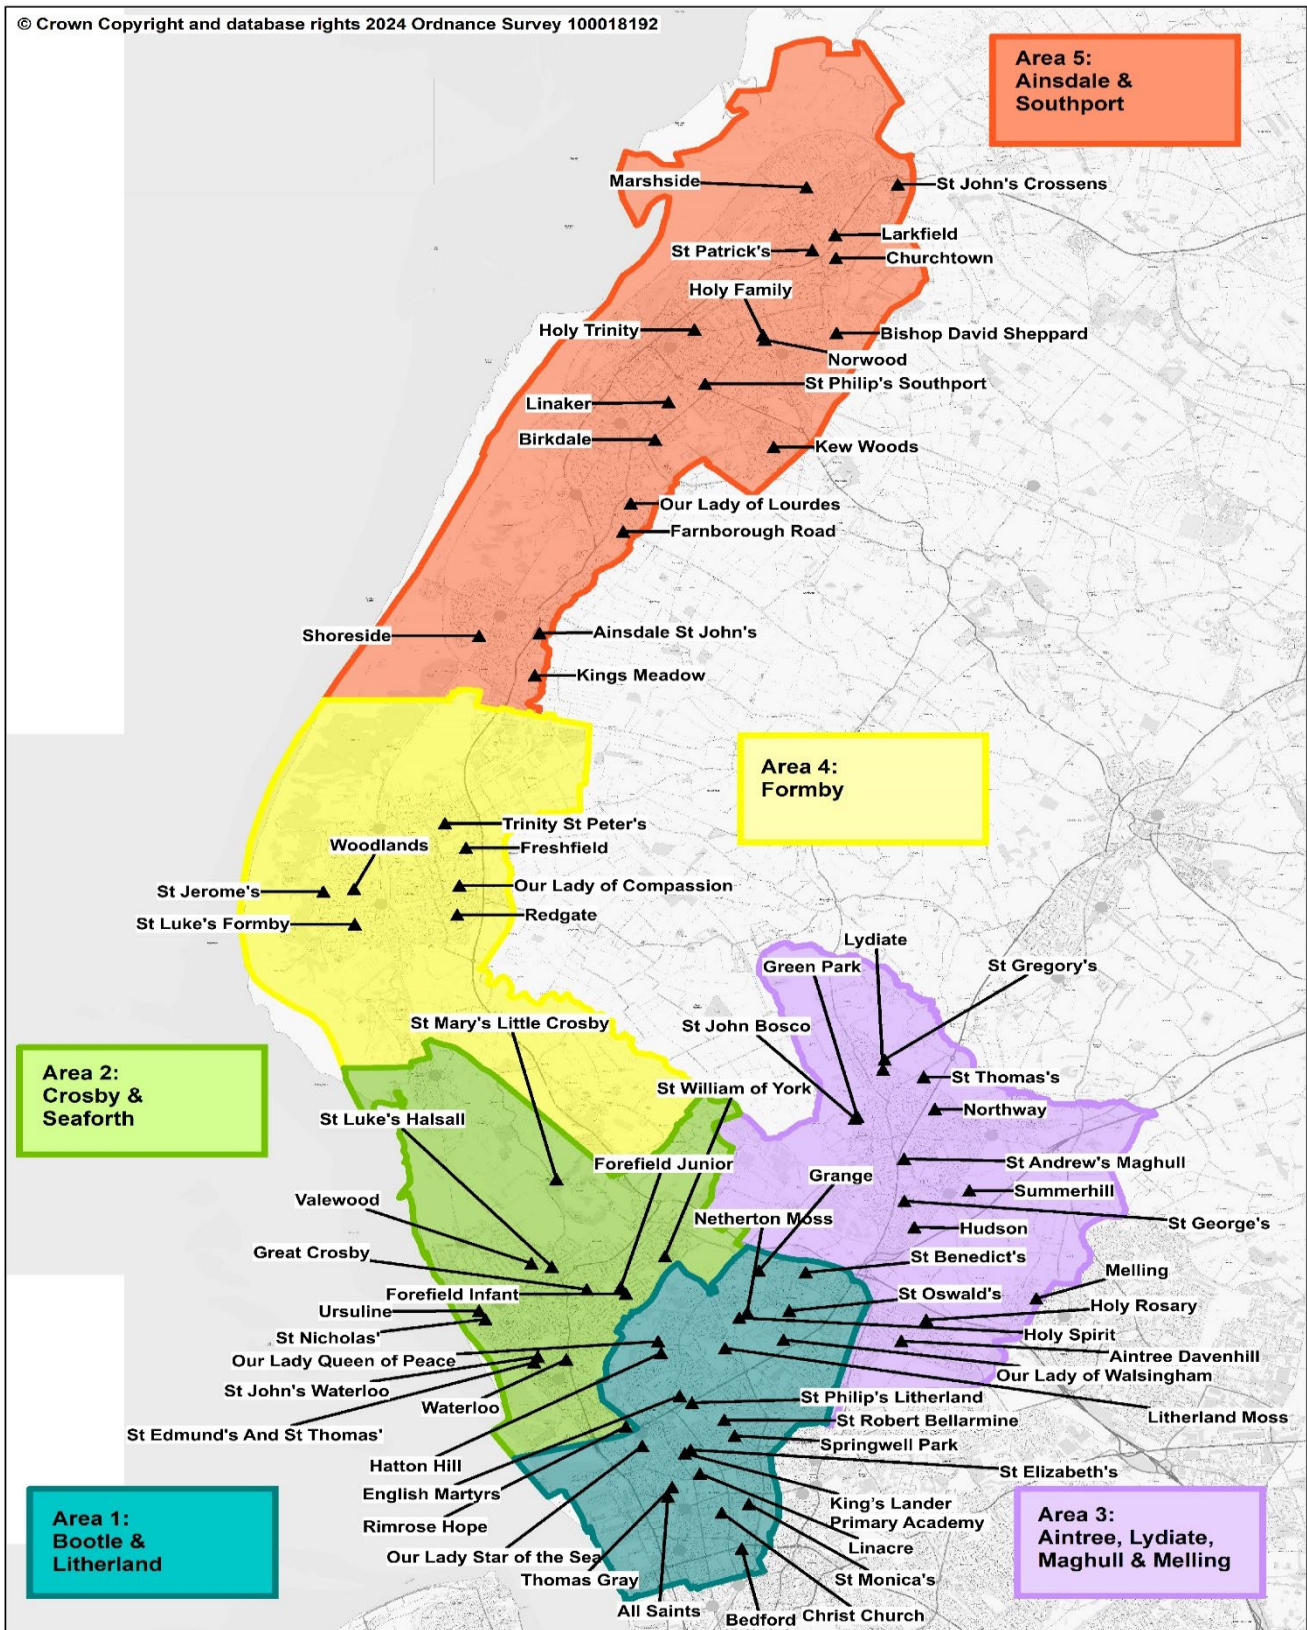 © Crown Copyright and database rights 2024 Ordnance Survey 100018192
Area 5:
Ainsdale &
Southport
Marshside
St John's Crossens
Larkfield
St Patrick's
Churchtown
Holy Family
Holy Trinity
Bishop David Sheppard
Norwood
St Philip's Southport
Linaker
Birkdale
Kew Woods
Our Lady of Lourdes
Farnborough Road
Shoreside
Ainsdale St John's
Kings Meadow
Area 4:
Formby
Trinity St Peter's
Woodlands
Freshfield
St Jerome's
Our Lady of Compassion
Redgate
St Luke's Formby
Lydiate
Green Park
St Gregory's
St Mary's Little Crosby
St John Bosco
Area 2:
Crosby &
Seaforth
St William of York
St Thomas's
Northway
St Luke's Halsall
Forefield Junior
St Andrew's Maghull
Grange
Summerhill
Valewood
Netherton Moss
St George's
Hudson
Great Crosby
St Benedict's
Melling
Forefield Infant
St Oswald's
Ursuline
Holy Rosary
St Nicholas'
Holy Spirit
Our Lady Queen of Peace
Aintree Davenhill
Our Lady of Walsingham
St John's Waterloo
Waterloo
St Philip's Litherland
Litherland Moss
St Edmund's And St Thomas'
St Robert Bellarmine
Springwell Park
Hatton Hill
St Elizabeth's
English Martyrs
King's Lander
Primary Academy
Rimrose Hope
Linacre
Our Lady Star of the Sea
Thomas Gray
St Monica's
All Saints
Bedford
Christ Church
Area 1:
Bootle &
Litherland
Area 3:
Aintree, Lydiate,
Maghull & Melling